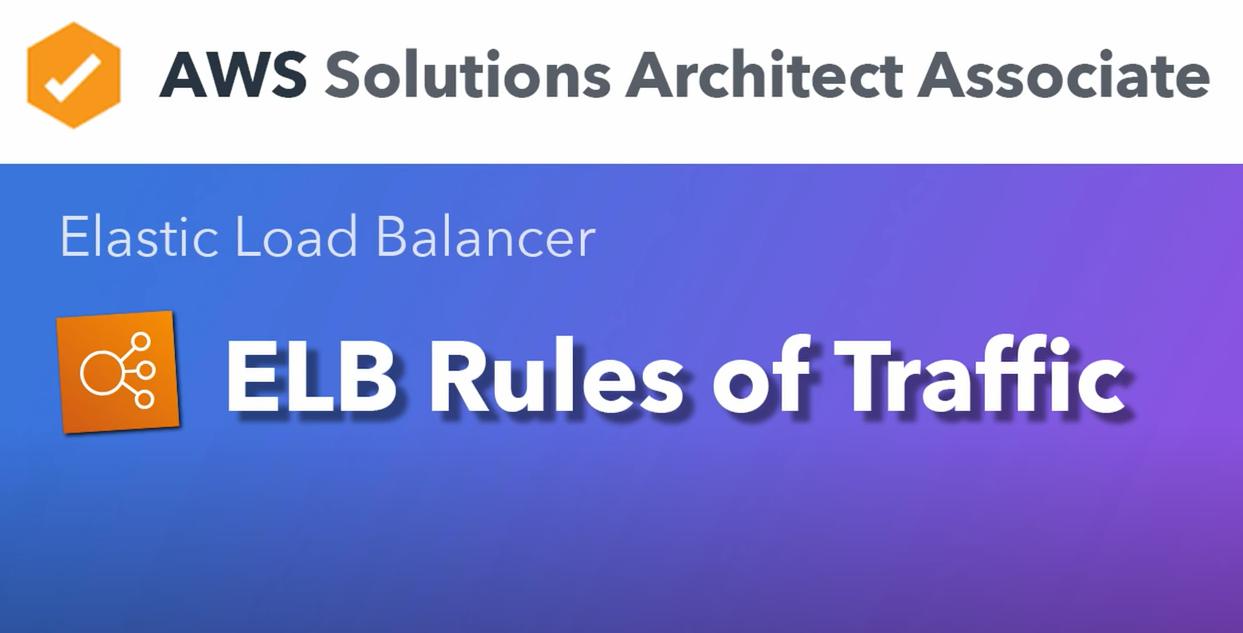 AWS Solutions Architect Associate
Elastic Load Balancer
ELB Rules of Traffic